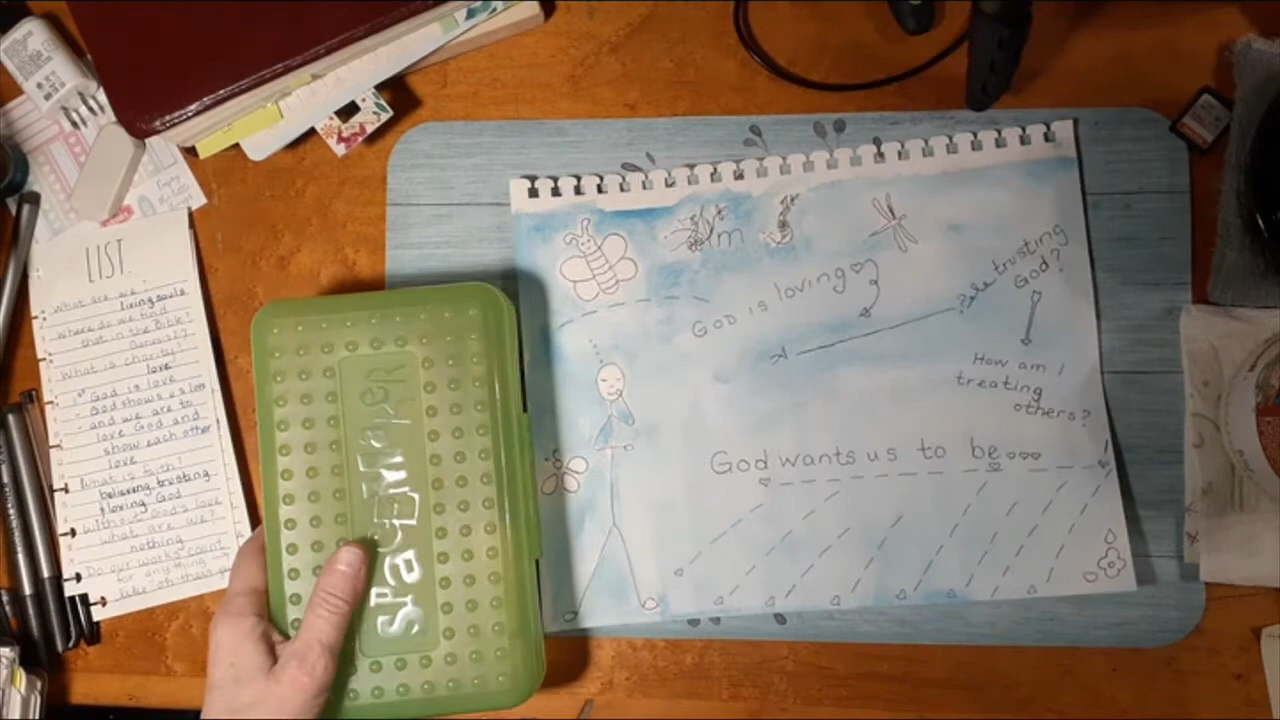 LIST
What are we?
living souls
Where do we find
that in the Bible?
What is charity?
love
1st God is love
- God shows us love
- and we are to
love God and
show each other
love
What is faith?
believing, trusting
loving God
Without God's love
what are we?
nothing
Do our works count
for anything
spacemaker
m
God is loving
trusting
God?
How am I
treating
others?
God wants us to be